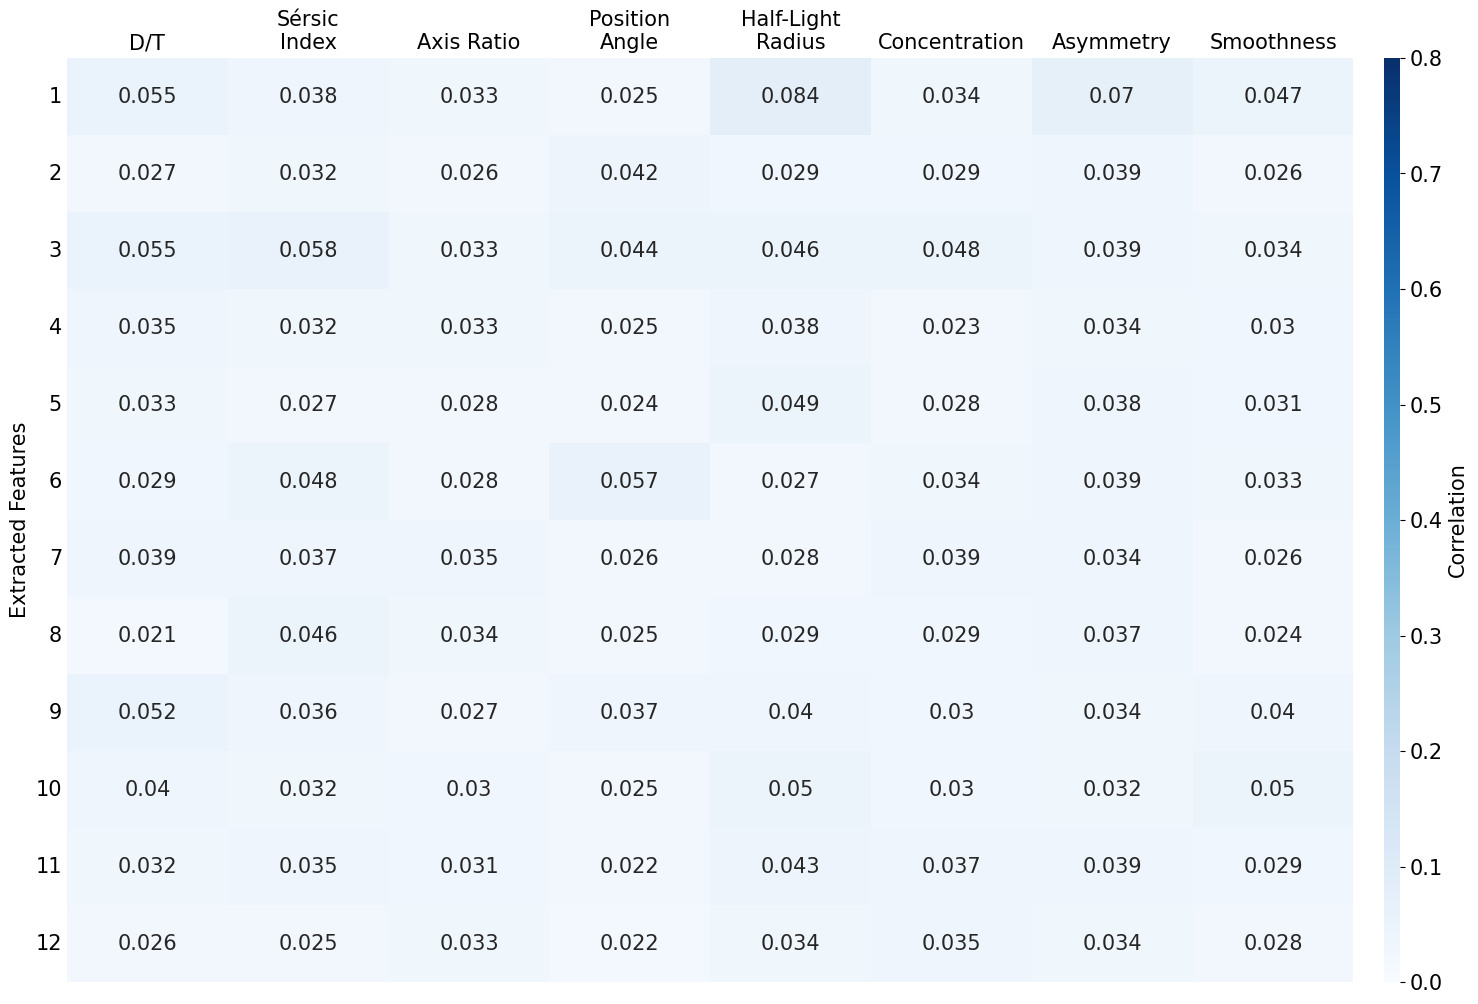 Sérsic Position Half-Light
D/T Index Axis Ratio Angle Radius Concentration Asymmetry Smoothness
1 0.055 0.038 0.033 0.025 0.084 0.034 0.07 0.047
2 0.027 0.032 0.026 0.042 0.029 0.029 0.039 0.026
3 0.055 0.058 0.033 0.044 0.046 0.048 0.039 0.034
4 0.035 0.032 0.033 0.025 0.038 0.023 0.034 0.03
5 0.033 0.027 0.028 0.024 0.049 0.028 0.038 0.031
6 0.029 0.048 0.028 0.057 0.027 0.034 0.039 0.033
7 0.039 0.037 0.035 0.026 0.028 0.039 0.034 0.026
8 0.021 0.046 0.034 0.025 0.029 0.029 0.037 0.024
9 0.052 0.036 0.027 0.037 0.04 0.03 0.034 0.04
10 0.04 0.032 0.03 0.025 0.05 0.03 0.032 0.05
11 0.032 0.035 0.031 0.022 0.043 0.037 0.039 0.029
12 0.026 0.025 0.033 0.022 0.034 0.035 0.034 0.028
Extracted Features
0.8
0.7
0.6
0.5
0.4
0.3
0.2
0.1
0.0
Correlation